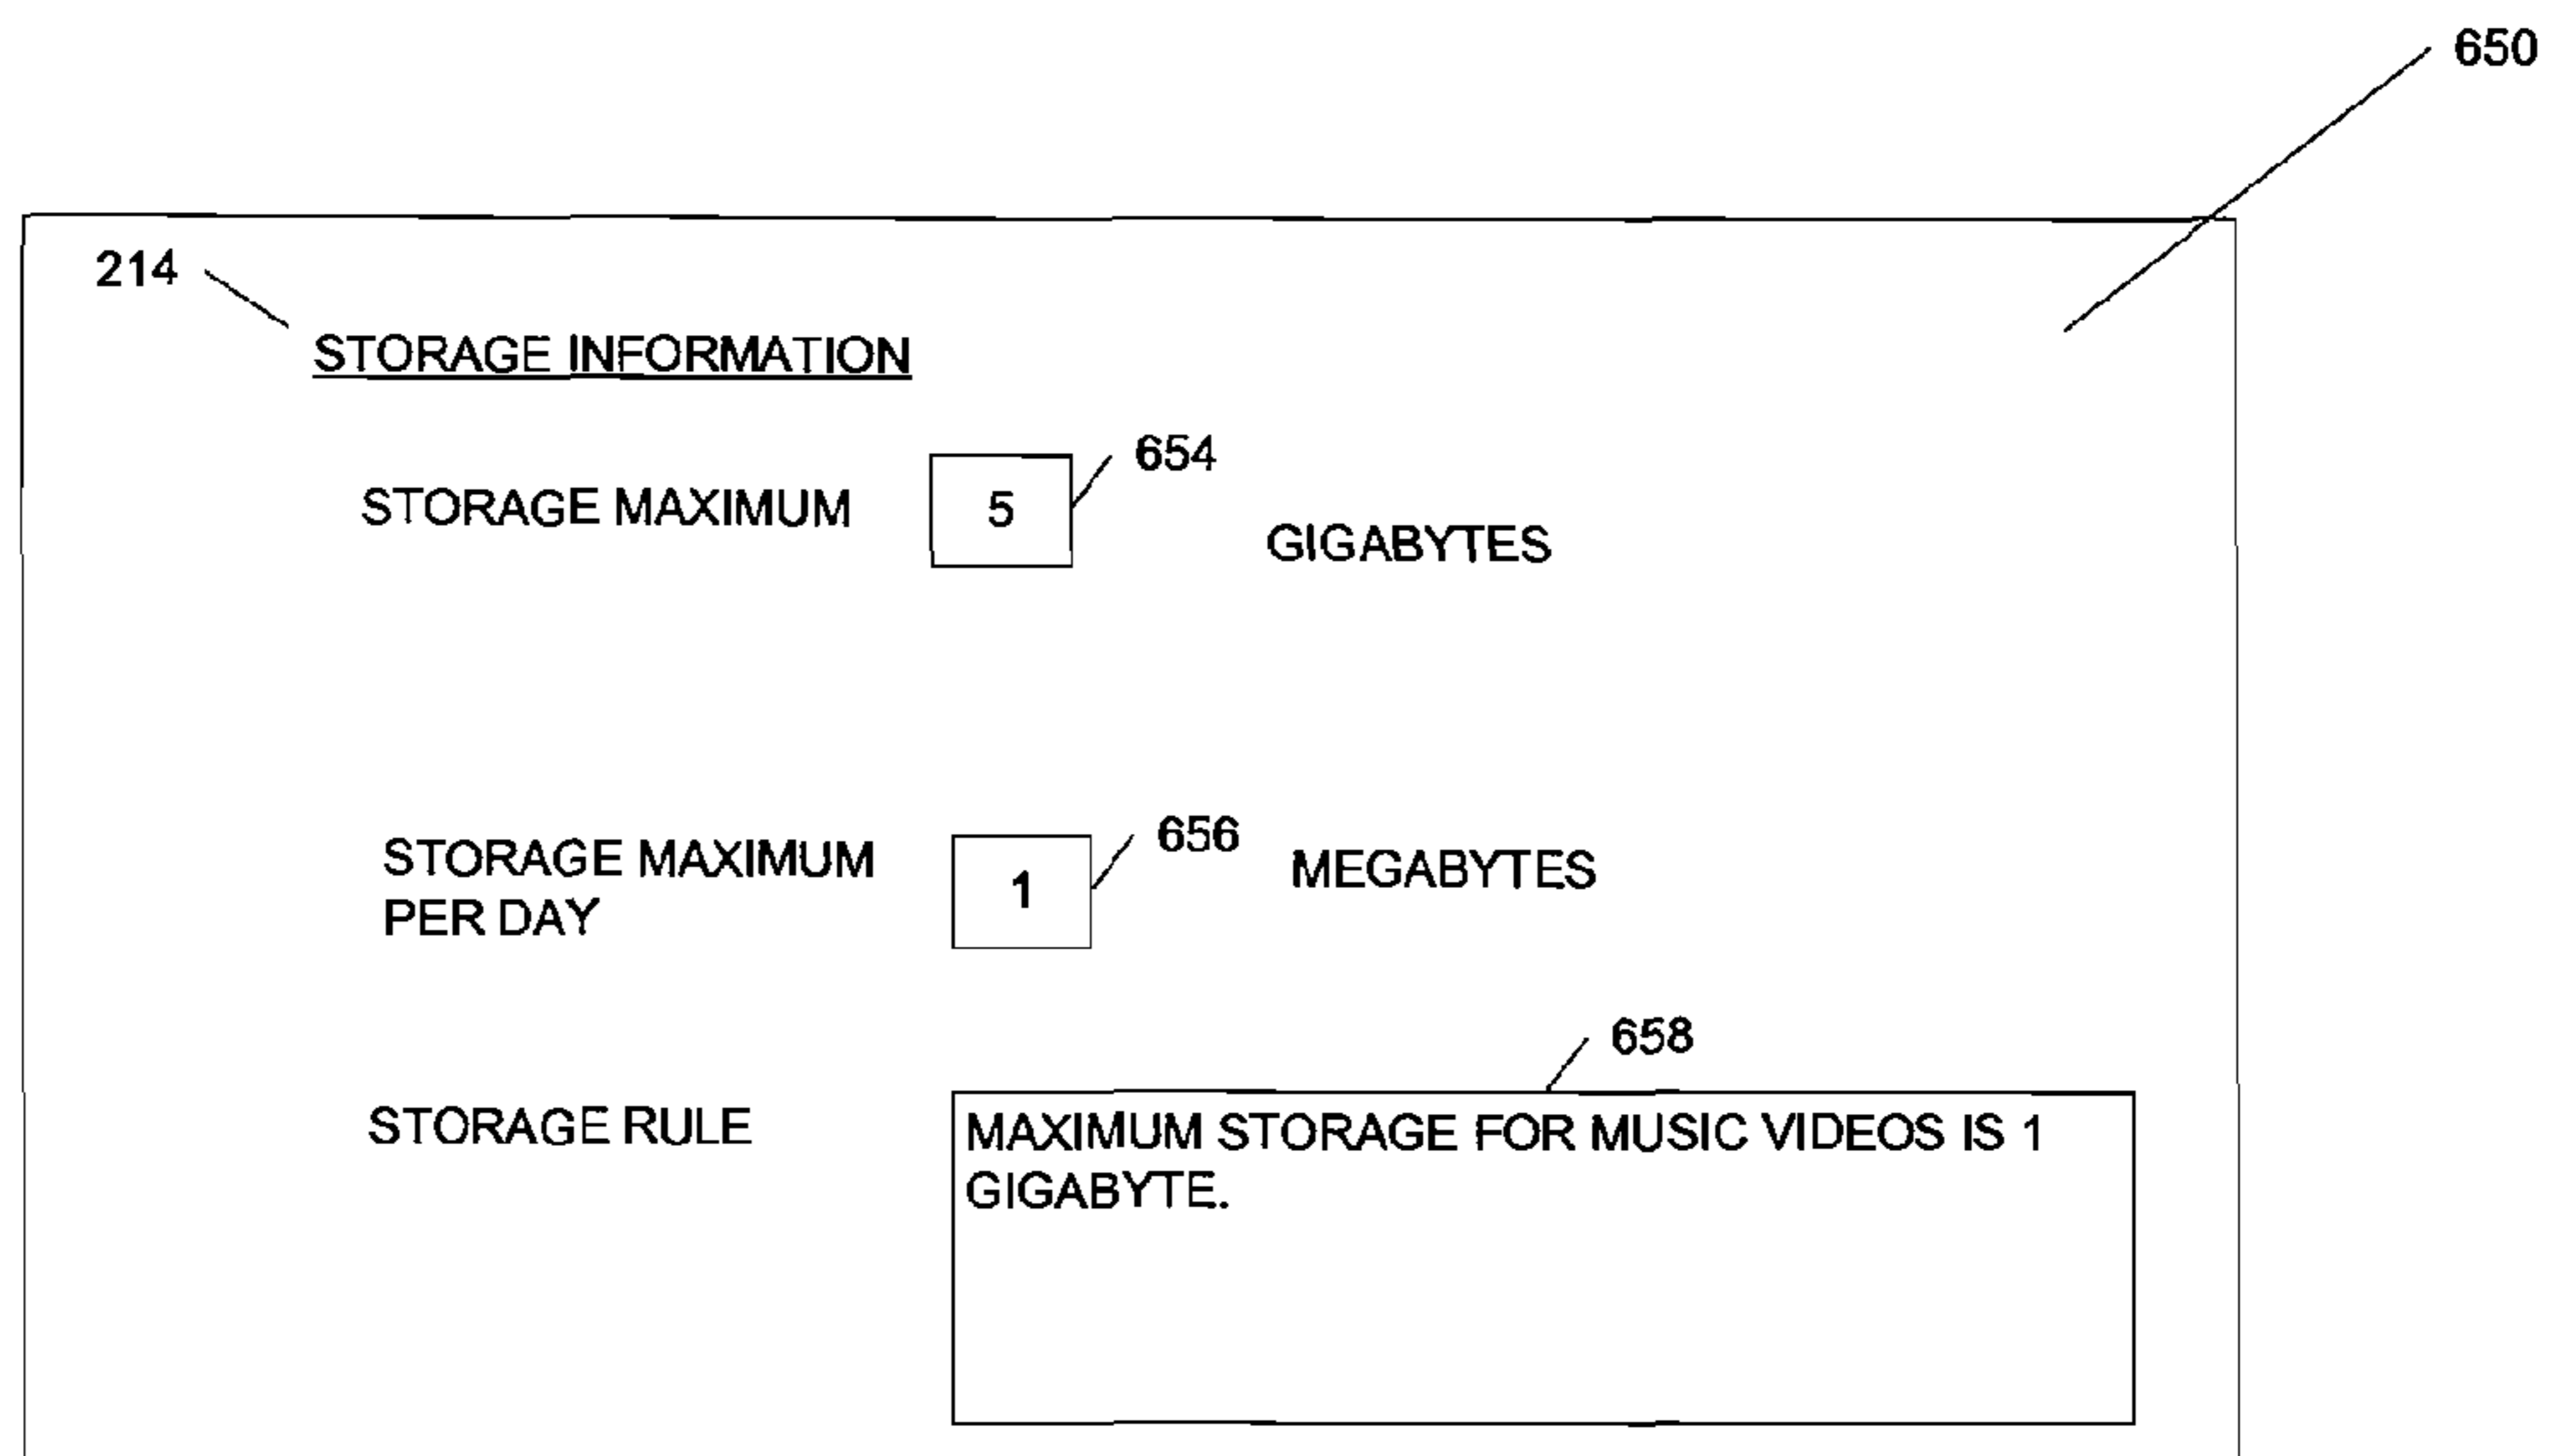 650
214
STORAGE INFORMATION
654
STORAGE MAXIMUM 5 GIGABYTES
656
STORAGE MAXIMUM 1 MEGABYTES
PER DAY
658
STORAGE RULE MAXIMUM STORAGE FOR MUSIC VIDEOS IS 1
GIGABYTE.